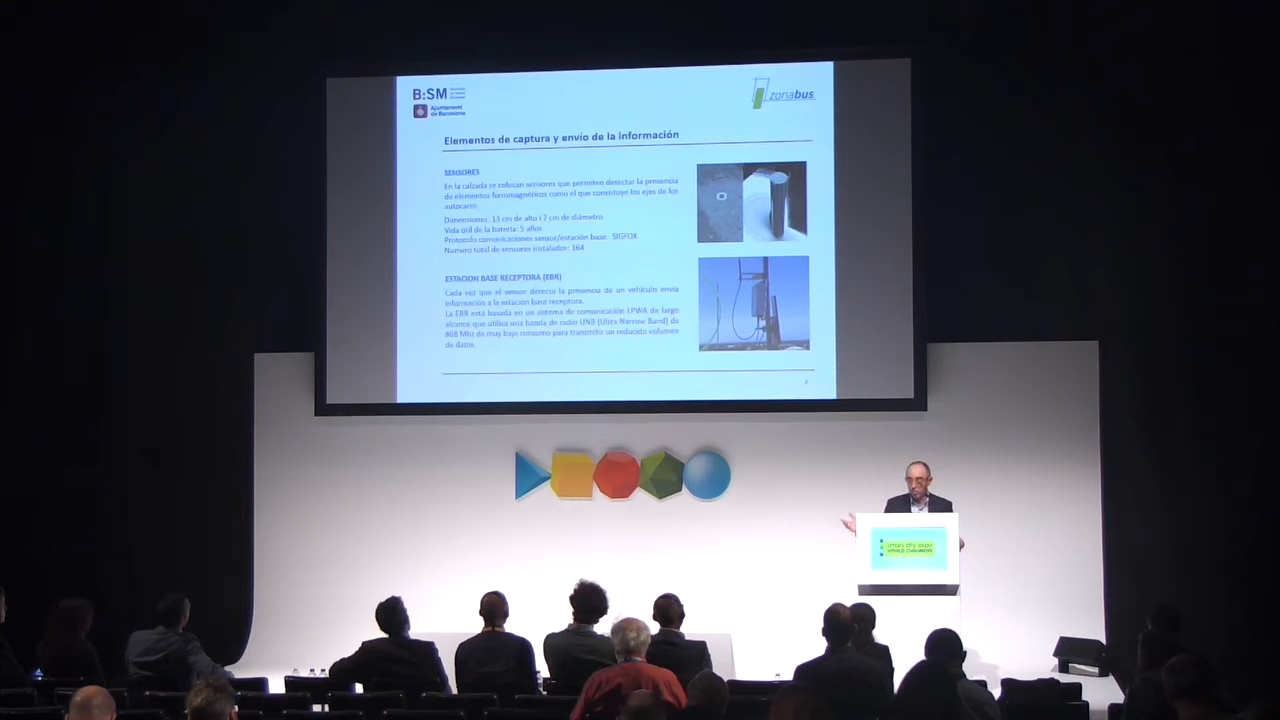 B:SM
Ajuntament
de Barcelona
zonabus
Elementos de captura y envío de la información
SENSORES
En la calzada se colocan sensores que permiten detectar la presencia
de elementos ferromagnéticos como el que constituye los ejes de los
autocares.
Dimensiones: 13 cm de alto i 7 cm de diámetro
Vida útil de la batería: 5 años
Protocolo comunicaciones sensor/estación base: SIGFOX
Numero total de sensores instalados: 164
ESTACION BASE RECEPTORA (EBR)
Cada vez que el sensor detecta la presencia de un vehículo envía
información a la estación base receptora.
La EBR está basada en un sistema de comunicación LPWA de largo
alcance que utiliza una banda de radio UNB (Ultra Narrow Band) de
868 Mhz de muy bajo consumo para transmitir un reducido volumen
de datos.
smart city expo
WORLD CONGRESS